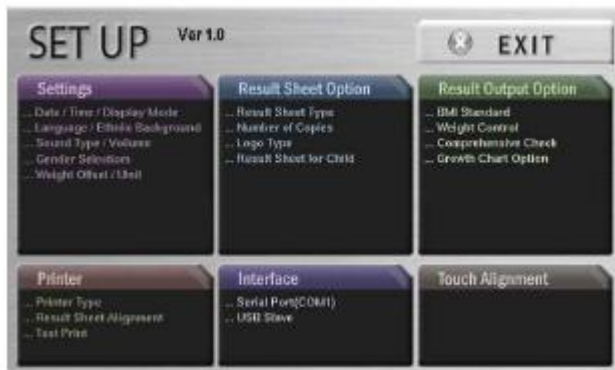 SET UP Ver 1.0
EXIT
Settings
... Date / Time / Display Mode
... Language / Ethnic Background
... Sound Type / Volume
... Gender Selection
... Weight Offset / Unit
Result Sheet Option
... Result Sheet Type
... Number of Copies
... Logo Type
... Result Sheet for Child
Result Output Option
... BMI Standard
... Weight Control
... Comprehensive Check
... Growth Chart Option
Printer
... Printer Type
... Result Sheet Alignment
... Test Print
Interface
... Serial Port(COM1)
... USB Slave
Touch Alignment